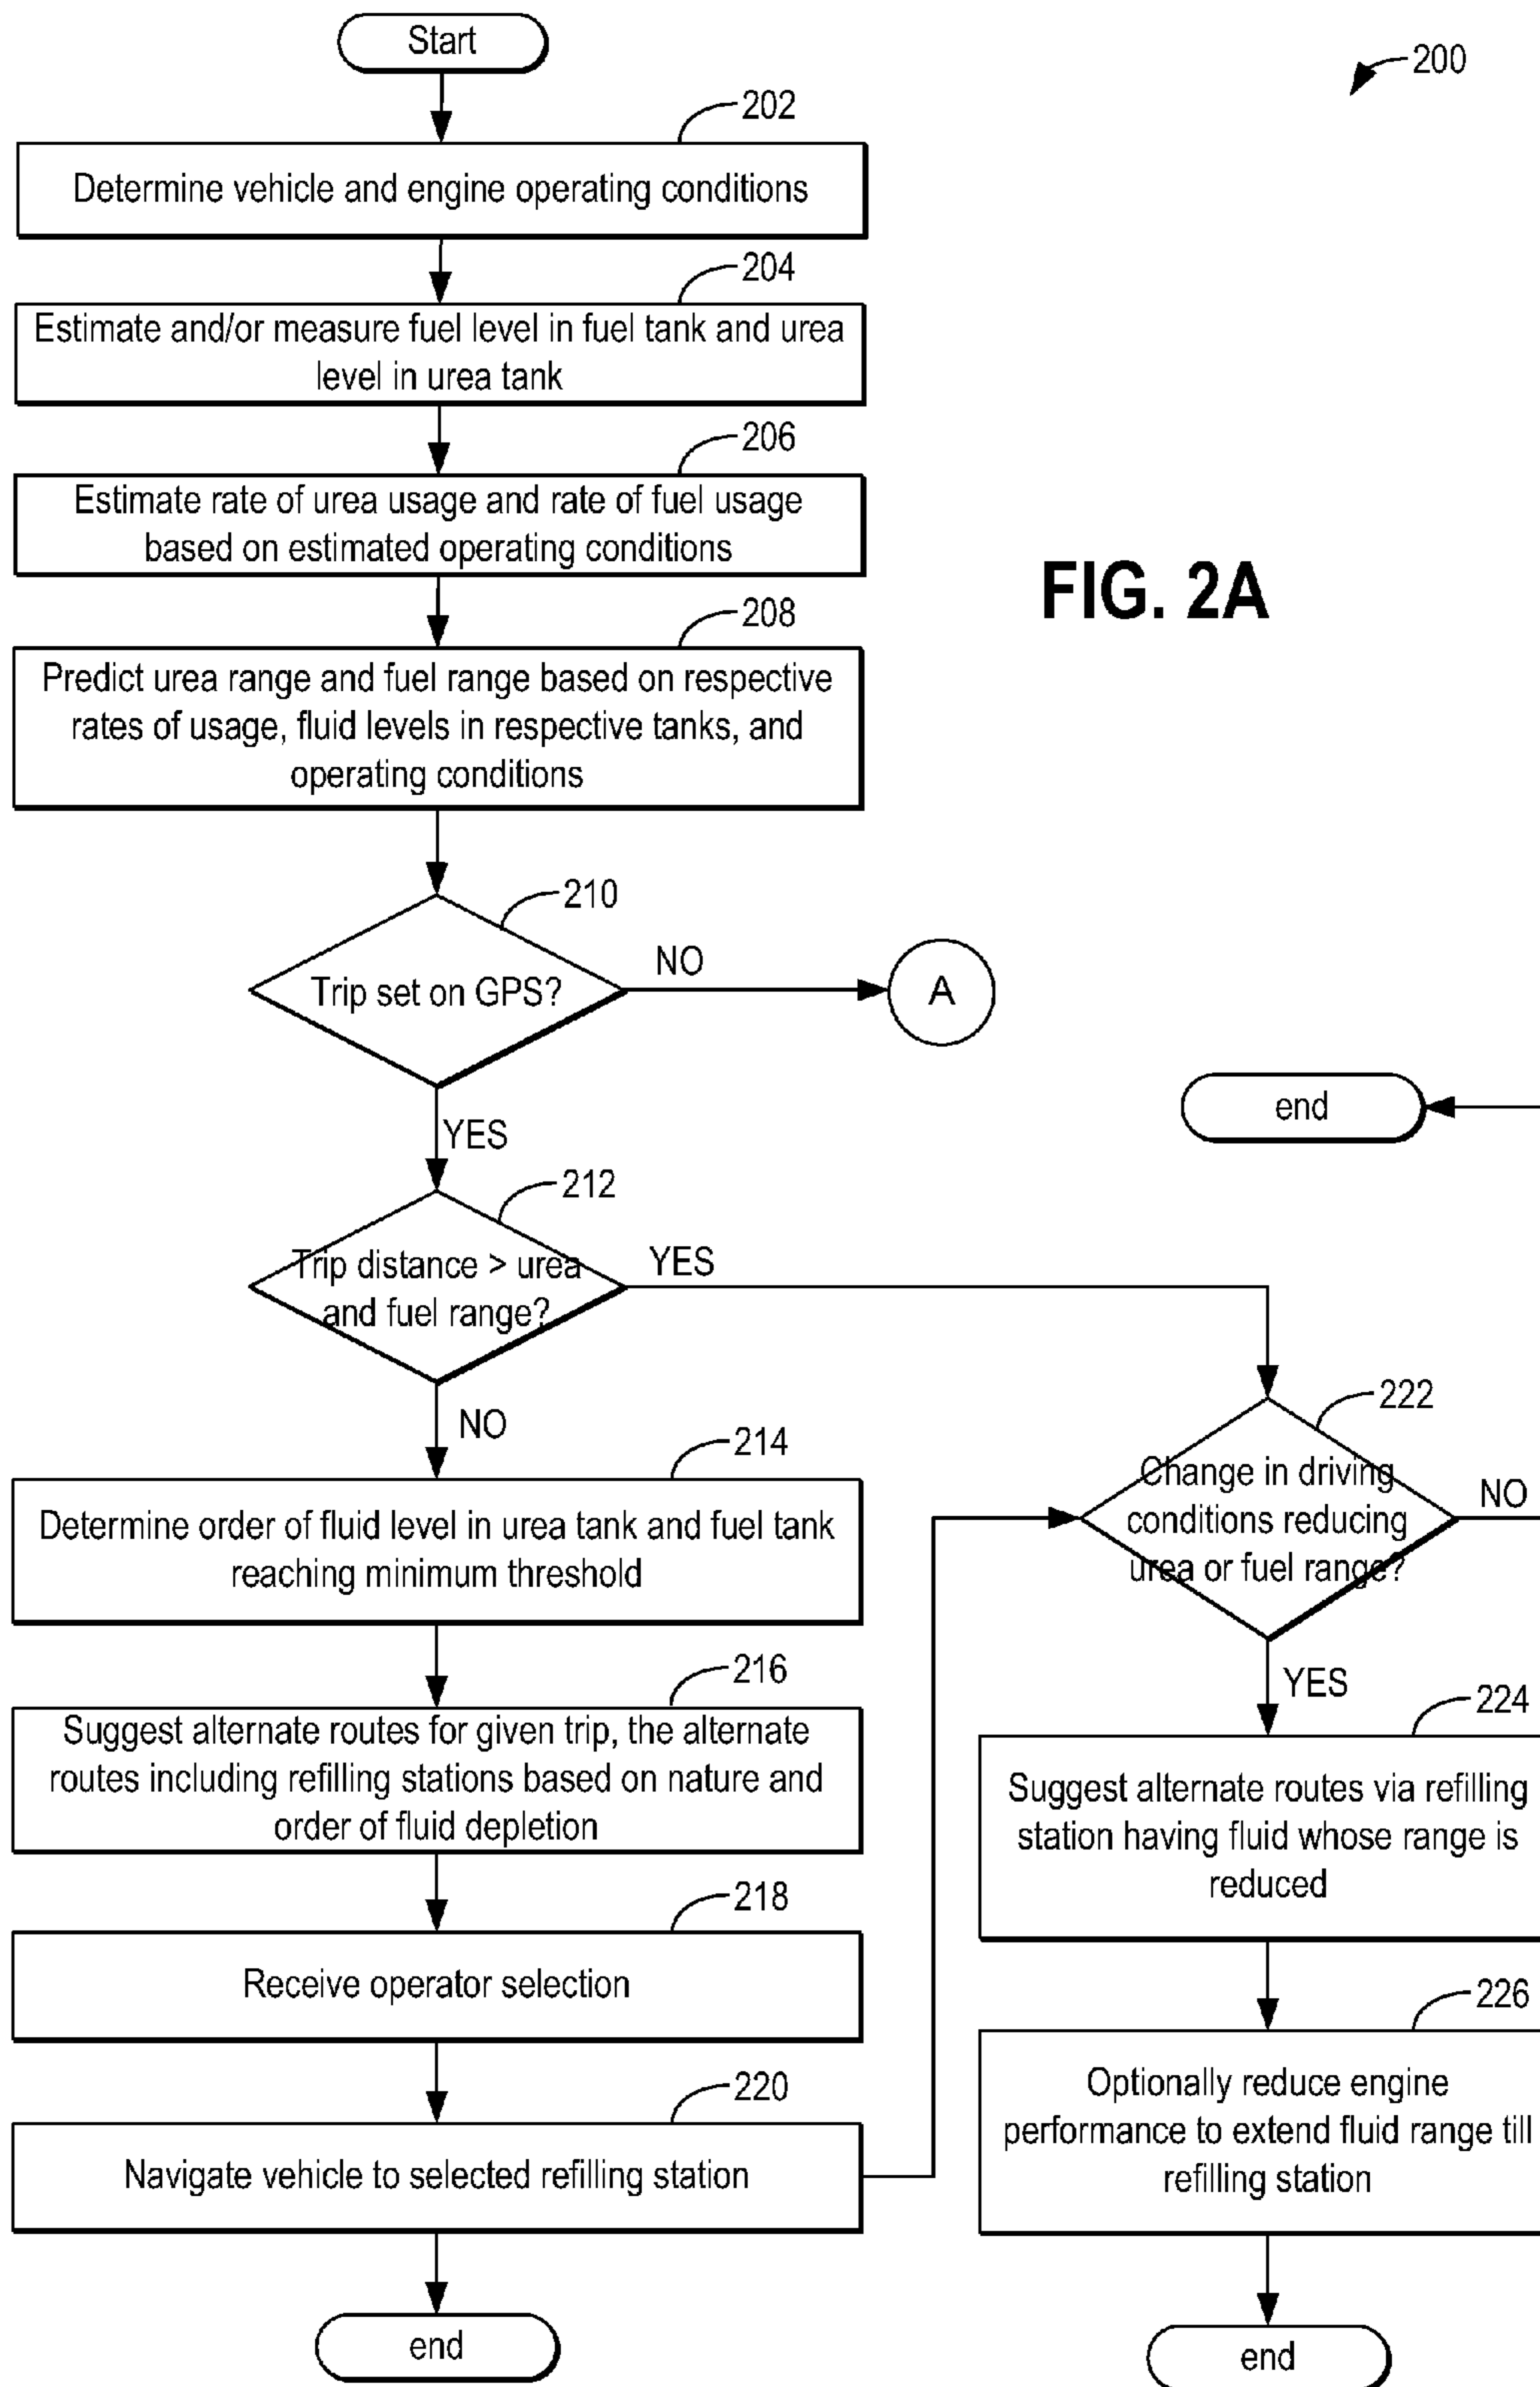 Start
200
202
Determine vehicle and engine operating conditions
204
Estimate and/or measure fuel level in fuel tank and urea
level in urea tank
206
Estimate rate of urea usage and rate of fuel usage
based on estimated operating conditions
FIG. 2A
208
Predict urea range and fuel range based on respective
rates of usage, fluid levels in respective tanks, and
operating conditions
210
Trip set on GPS?
NO
A
YES
end
212
Trip distance > urea
and fuel range?
YES
NO
222
Change in driving
conditions reducing
urea or fuel range?
NO
214
Determine order of fluid level in urea tank and fuel tank
reaching minimum threshold
216
Suggest alternate routes for given trip, the alternate
routes including refilling stations based on nature and
order of fluid depletion
YES
224
Suggest alternate routes via refilling
station having fluid whose range is
reduced
218
Receive operator selection
226
Optionally reduce engine
performance to extend fluid range till
refilling station
220
Navigate vehicle to selected refilling station
end
end